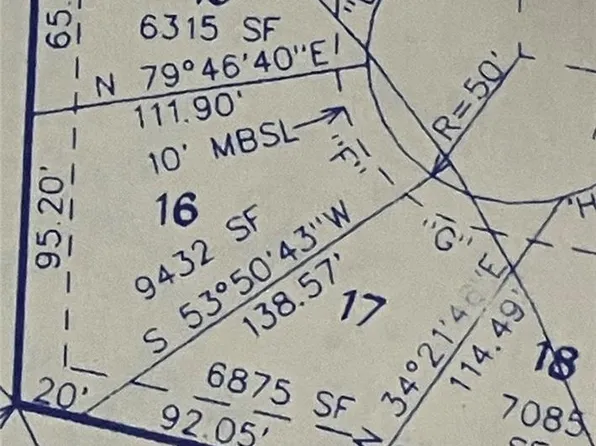 65.
6315 SF
N 79°46'40"E
111.90'
10' MBSL
R=50'
"F"
16
9432 SF
95.20'
S 53°50'43"W
138.57'
"G"
"H
17
34°21'4
"E
114.49'
18
7085
20'
6875 SF
92.05'